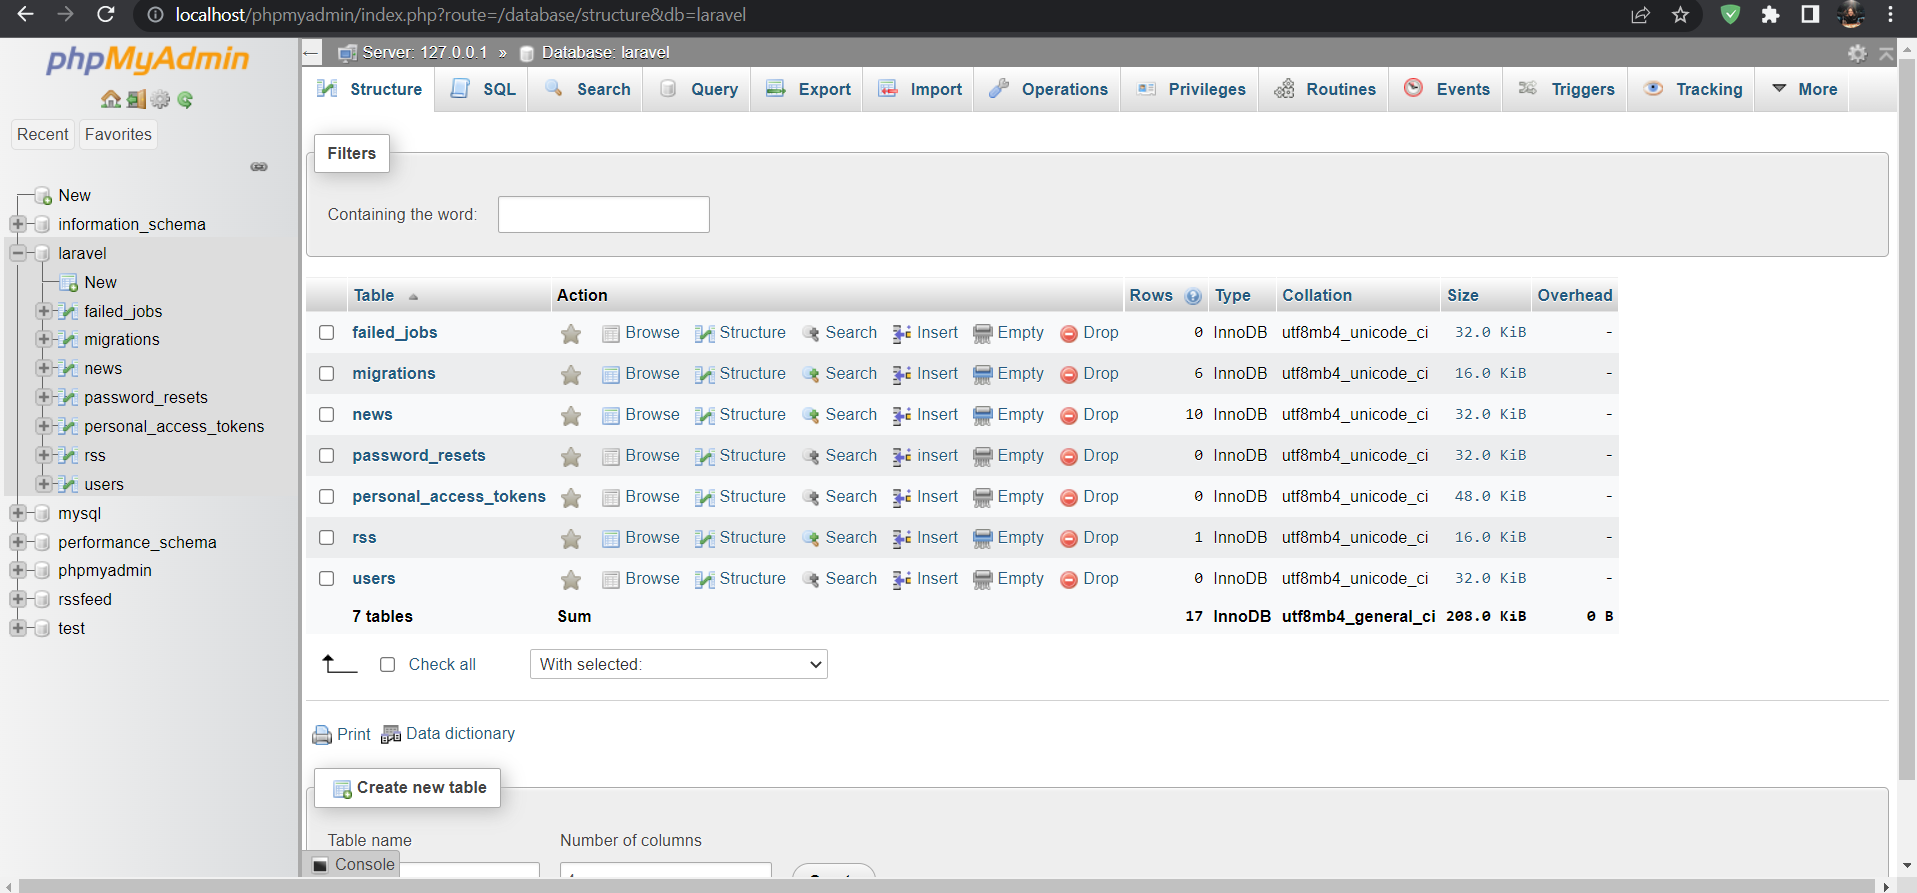 localhost/phpmyadmin/index.php?route=/database/structure&db=laravel
phpMyAdmin
Recent Favorites
New
information_schema
laravel
New
failed_jobs
migrations
news
password_resets
personal_access_tokens
rss
users
mysql
performance_schema
phpmyadmin
rssfeed
test
Server: 127.0.0.1 » Database: laravel
Structure SQL Search Query Export Import Operations Privileges Routines Events Triggers Tracking More
Filters
Containing the word:
Table Action Rows Type Collation Size Overhead
failed_jobs Browse Structure Search Insert Empty Drop 0 InnoDB utf8mb4_unicode_ci 32.0 KiB -
migrations Browse Structure Search Insert Empty Drop 6 InnoDB utf8mb4_unicode_ci 16.0 KiB -
news Browse Structure Search Insert Empty Drop 10 InnoDB utf8mb4_unicode_ci 32.0 KiB -
password_resets Browse Structure Search Insert Empty Drop 0 InnoDB utf8mb4_unicode_ci 32.0 KiB -
personal_access_tokens Browse Structure Search Insert Empty Drop 0 InnoDB utf8mb4_unicode_ci 48.0 KiB -
rss Browse Structure Search Insert Empty Drop 1 InnoDB utf8mb4_unicode_ci 16.0 KiB -
users Browse Structure Search Insert Empty Drop 0 InnoDB utf8mb4_unicode_ci 32.0 KiB -
7 tables Sum 17 InnoDB utf8mb4_general_ci 208.0 KiB 0 B
Check all With selected:
Print Data dictionary
Create new table
Table name Number of columns
Console